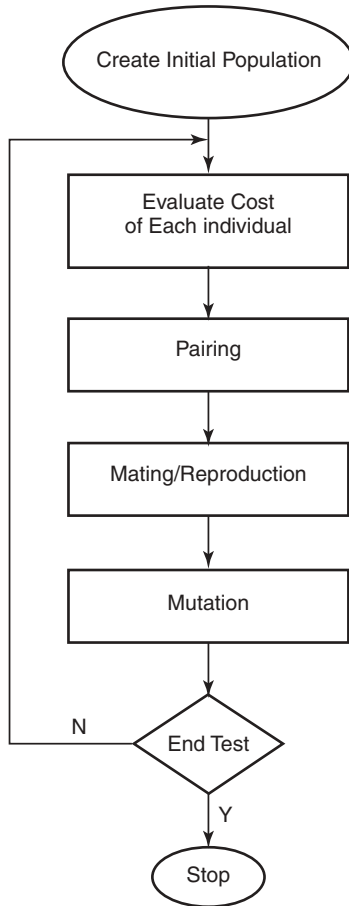 Create Initial Population
Evaluate Cost
of Each individual
Pairing
Mating/Reproduction
Mutation
N
End Test
Y
Stop